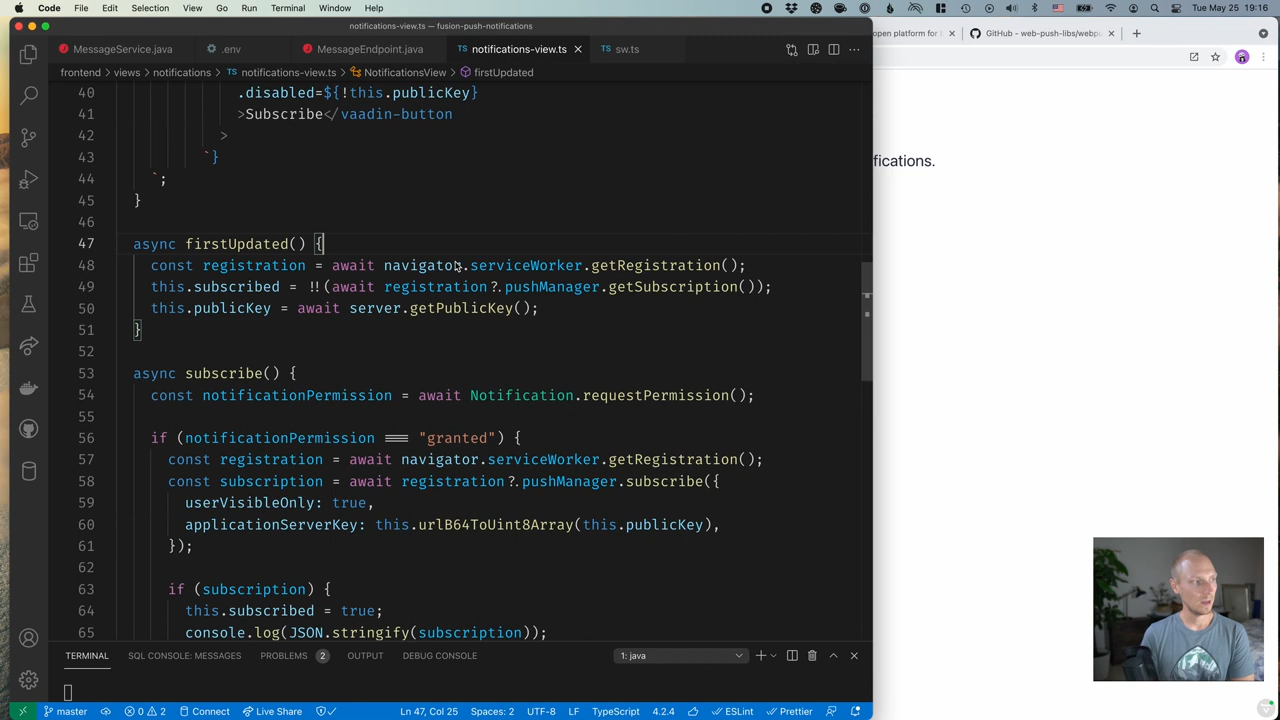 Code File Edit Selection View Go Run Terminal Window Help Tue May 25 19:16
notifications-view.ts — fusion-push-notifications
MessageService.java .env MessageEndpoint.java TS notifications-view.ts TS sw.ts
open platform for GitHub - web-push-libs/webpu
frontend > views > notifications > TS notifications-view.ts > NotificationsView > firstUpdated
40 .disabled=${!this.publicKey}
41 >Subscribe</vaadin-button
42 >
43 `}
44 `;
45 }
46
47 async firstUpdated() {
48 const registration = await navigator.serviceWorker.getRegistration();
49 this.subscribed = !!(await registration?.pushManager.getSubscription());
50 this.publicKey = await server.getPublicKey();
51 }
52
53 async subscribe() {
54 const notificationPermission = await Notification.requestPermission();
55
56 if (notificationPermission === "granted") {
57 const registration = await navigator.serviceWorker.getRegistration();
58 const subscription = await registration?.pushManager.subscribe({
59 userVisibleOnly: true,
60 applicationServerKey: this.urlB64ToUint8Array(this.publicKey),
61 });
62
63 if (subscription) {
64 this.subscribed = true;
65 console.log(JSON.stringify(subscription));
fications.
TERMINAL SQL CONSOLE: MESSAGES PROBLEMS 2 OUTPUT DEBUG CONSOLE 1: java
master 0 2 Connect Live Share Ln 47, Col 25 Spaces: 2 UTF-8 LF TypeScript 4.2.4 ESLint Prettier